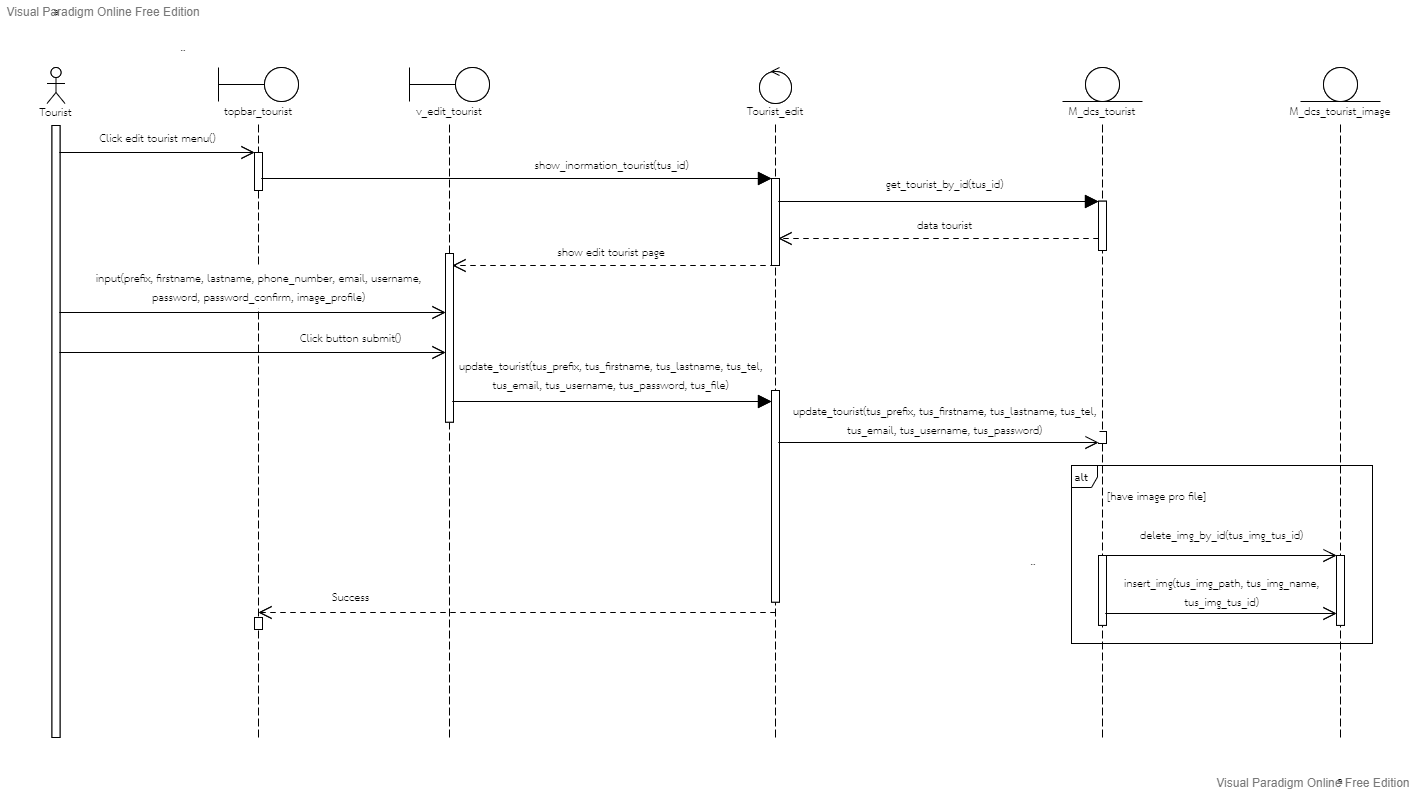 Visual Paradigm Online Free Edition
Tourist
topbar_tourist
v_edit_tourist
Tourist_edit
M_dcs_tourist
M_dcs_tourist_image
Click edit tourist menu()
show_inormation_tourist(tus_id)
get_tourist_by_id(tus_id)
data tourist
show edit tourist page
input(prefix, firstname, lastname, phone_number, email, username,
password, password_confirm, image_profile)
Click button submit()
update_tourist(tus_prefix, tus_firstname, tus_lastname, tus_tel,
tus_email, tus_username, tus_password, tus_file)
update_tourist(tus_prefix, tus_firstname, tus_lastname, tus_tel,
tus_email, tus_username, tus_password)
alt
[have image pro file]
delete_img_by_id(tus_img_tus_id)
insert_img(tus_img_path, tus_img_name,
tus_img_tus_id)
Success
Visual Paradigm Online Free Edition